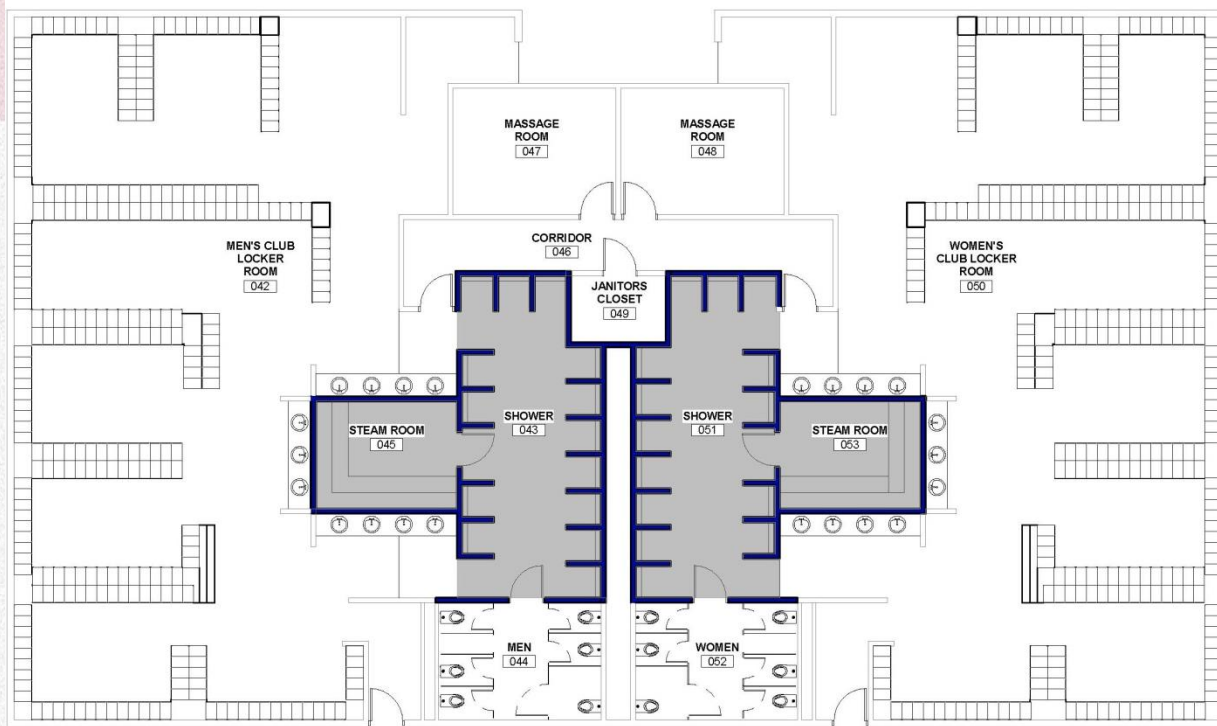 MASSAGE
ROOM
047
MASSAGE
ROOM
048
MEN'S CLUB
LOCKER
ROOM
042
CORRIDOR
046
WOMEN'S
CLUB LOCKER
ROOM
050
JANITORS
CLOSET
049
SHOWER
043
SHOWER
051
STEAM ROOM
045
STEAM ROOM
053
MEN
044
WOMEN
052